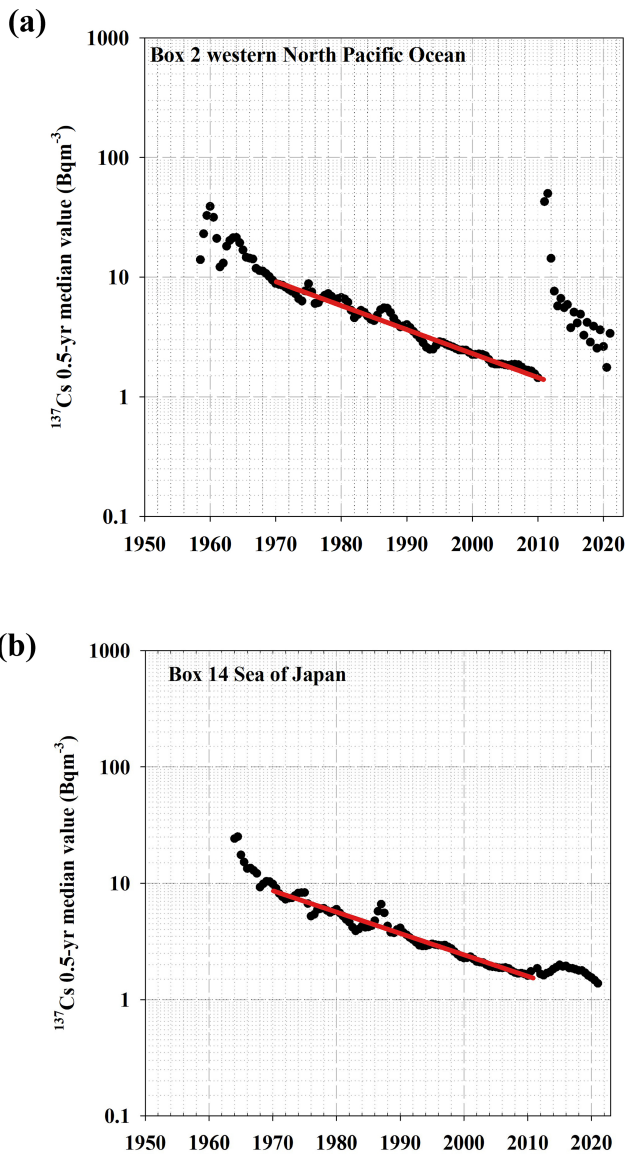 (a)
1000
Box 2 western North Pacific Ocean
100
10
1
0.1
¹³⁷Cs 0.5-yr median value (Bqm⁻³)
1950 1960 1970 1980 1990 2000 2010 2020
(b)
1000
Box 14 Sea of Japan
100
10
1
0.1
¹³⁷Cs 0.5-yr median value (Bqm⁻³)
1950 1960 1970 1980 1990 2000 2010 2020